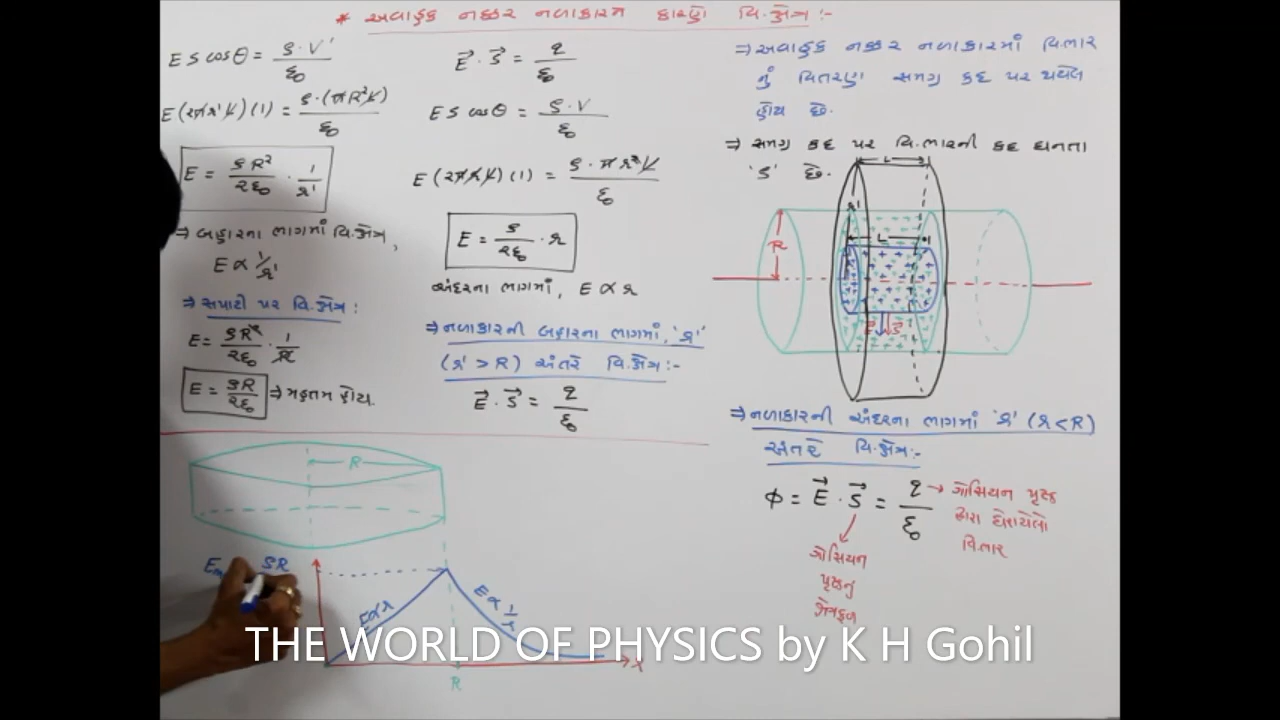 * અવાહક નક્કર નળાકારને કારણે વિ.ક્ષેત્ર :-
⇒ અવાહક નક્કર નળાકારમાં વિ.ભાર
નું વિતરણ સમગ્ર કદ પર થયેલ
હોય છે.
⇒ સમગ્ર કદ પર વિ.ભારની કદ ઘનતા
'ρ' છે.
L
r'
R
L
E S
⇒ નળાકારની અંદરના ભાગમાં 'r' (r < R)
અંતરે વિ.ક્ષેત્ર :-
ϕ = E⃗ · S⃗ = q/ε₀ → ગૌસિયન પૃષ્ઠ
દ્વારા ઘેરાયેલો
વિ.ભાર
ગૌસિયન
પૃષ્ઠનું
ક્ષેત્રફળ
E⃗ · S⃗ = q/ε₀
E S cosθ = ρ·V/ε₀
E (2πrL) (1) = ρ·πr²L/ε₀
E = ρ/2ε₀ · r
અંદરના ભાગમાં, E ∝ r
⇒ નળાકારની બહારના ભાગમાં, 'r''
(r' > R) અંતરે વિ.ક્ષેત્ર :-
E⃗ · S⃗ = q/ε₀
E S cosθ = ρ·V'/ε₀
E (2πr'L) (1) = ρ·(πR²L)/ε₀
E = ρR²/2ε₀ · 1/r'
⇒ બહારના ભાગમાં વિ.ક્ષેત્ર,
E ∝ 1/r'
⇒ સપાટી પર વિ.ક્ષેત્ર :
E = ρR²/2ε₀ · 1/R
E = ρR/2ε₀ ⇒ મહત્તમ હોય.
R
ρR
E ∝ r
E ∝ 1/r
R
THE WORLD OF PHYSICS by K H Gohil